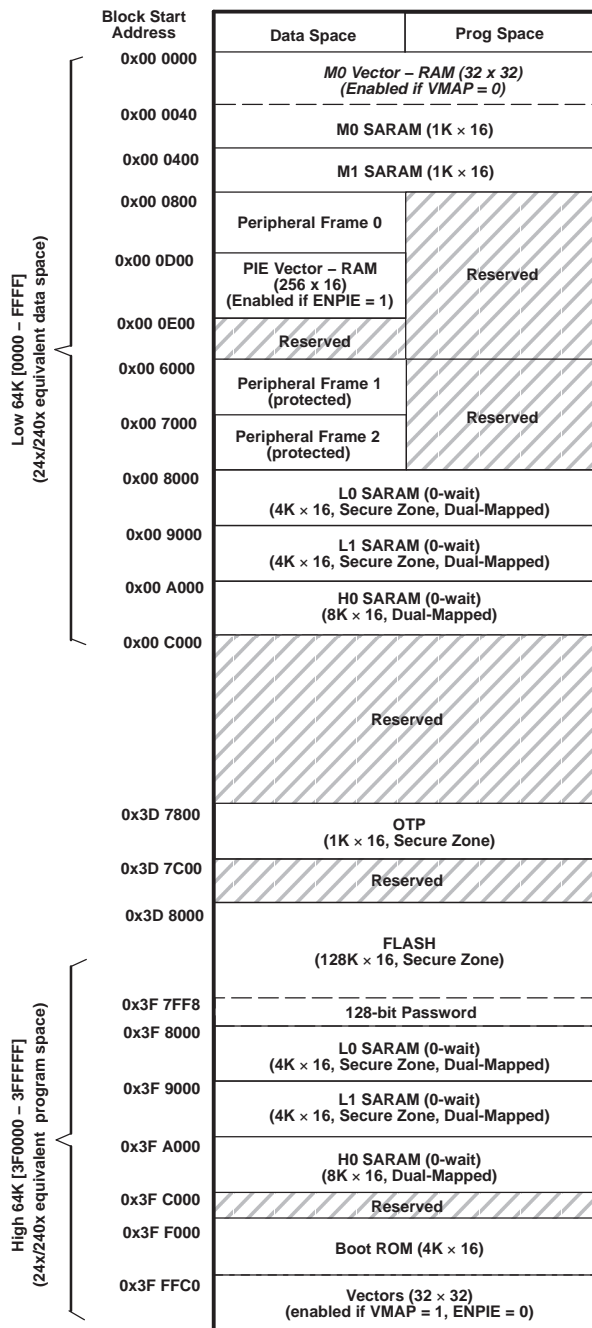 Block Start
Address
Data Space
Prog Space
0x00 0000
M0 Vector – RAM (32 x 32)
(Enabled if VMAP = 0)
0x00 0040
M0 SARAM (1K × 16)
0x00 0400
M1 SARAM (1K × 16)
0x00 0800
Peripheral Frame 0
Reserved
0x00 0D00
PIE Vector – RAM
(256 x 16)
(Enabled if ENPIE = 1)
0x00 0E00
Reserved
0x00 6000
Peripheral Frame 1
(protected)
Reserved
0x00 7000
Peripheral Frame 2
(protected)
0x00 8000
L0 SARAM (0-wait)
(4K × 16, Secure Zone, Dual-Mapped)
0x00 9000
L1 SARAM (0-wait)
(4K × 16, Secure Zone, Dual-Mapped)
0x00 A000
H0 SARAM (0-wait)
(8K × 16, Dual-Mapped)
0x00 C000
Reserved
Low 64K [0000 – FFFF]
(24x/240x equivalent data space)
0x3D 7800
OTP
(1K × 16, Secure Zone)
0x3D 7C00
Reserved
0x3D 8000
FLASH
(128K × 16, Secure Zone)
0x3F 7FF8
128-bit Password
0x3F 8000
L0 SARAM (0-wait)
(4K × 16, Secure Zone, Dual-Mapped)
0x3F 9000
L1 SARAM (0-wait)
(4K × 16, Secure Zone, Dual-Mapped)
0x3F A000
H0 SARAM (0-wait)
(8K × 16, Dual-Mapped)
0x3F C000
Reserved
0x3F F000
Boot ROM (4K × 16)
0x3F FFC0
Vectors (32 × 32)
(enabled if VMAP = 1, ENPIE = 0)
High 64K [3F0000 – 3FFFFF]
(24x/240x equivalent program space)